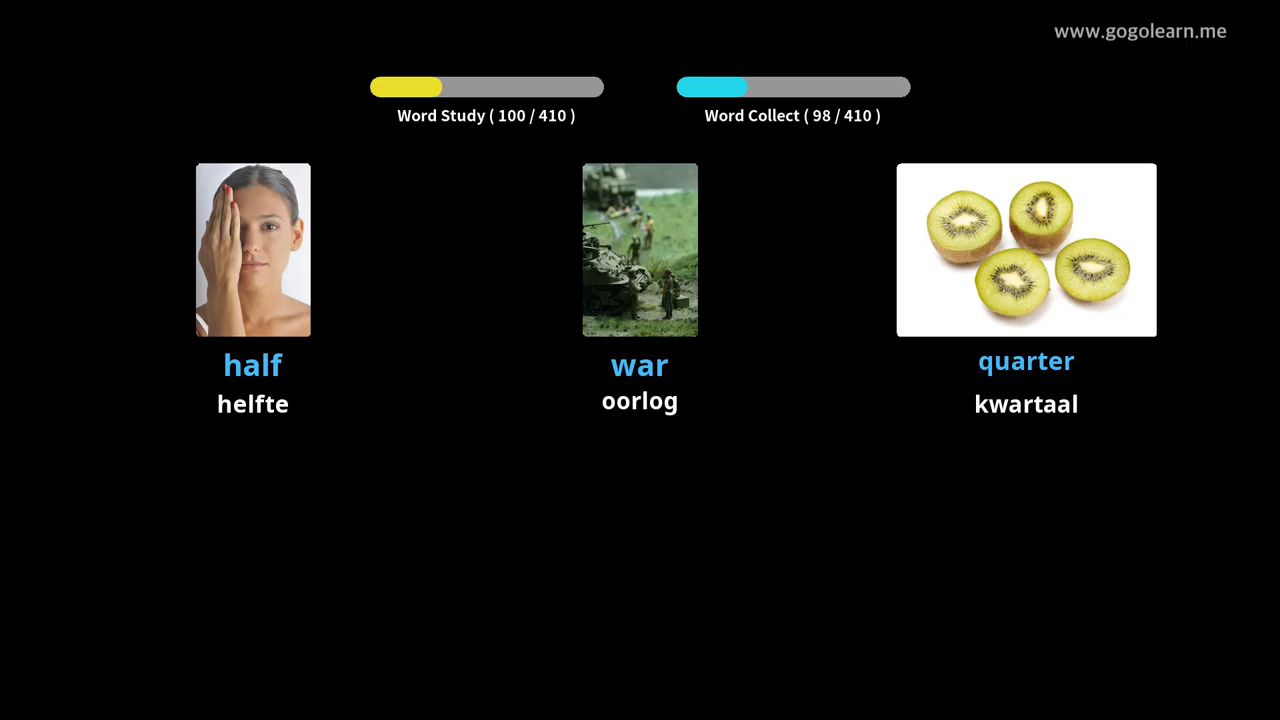 www.gogolearn.me
Word Study ( 100 / 410 )
Word Collect ( 98 / 410 )
half
helfte
war
oorlog
quarter
kwartaal